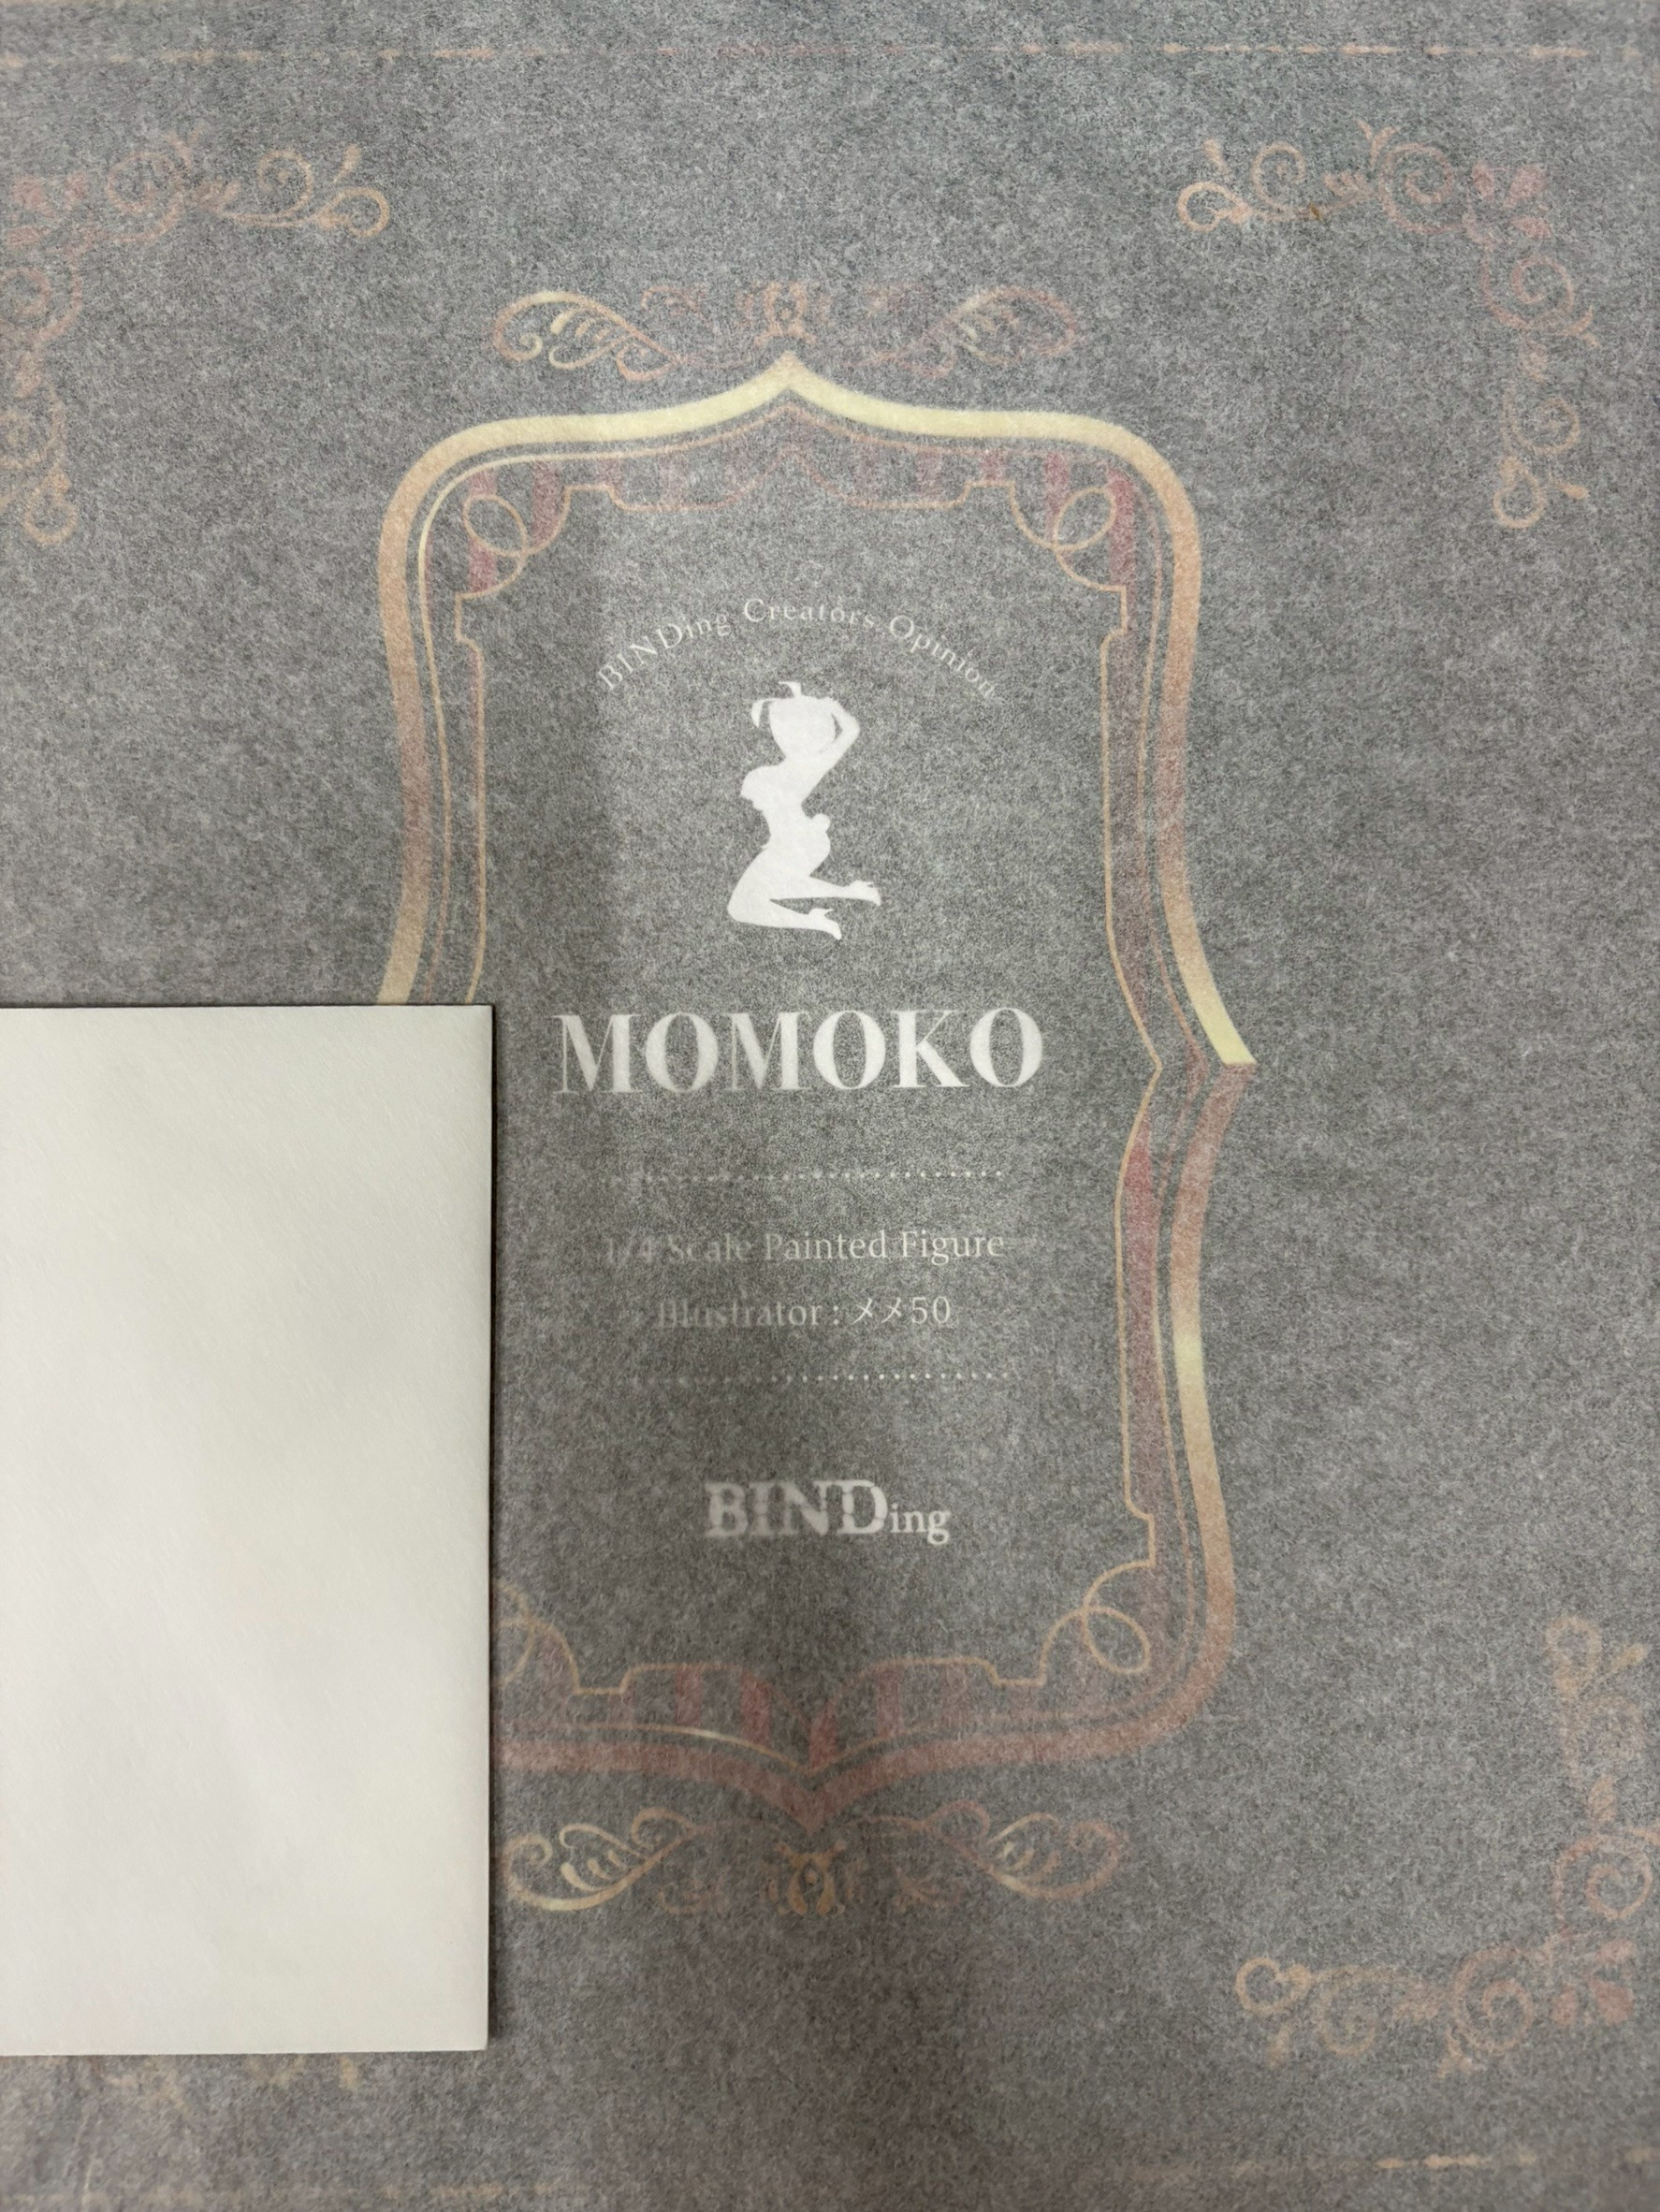 BINDing Creators Opinion
MOMOKO
1/4 Scale Painted Figure
Illustrator : メメ50
BINDing